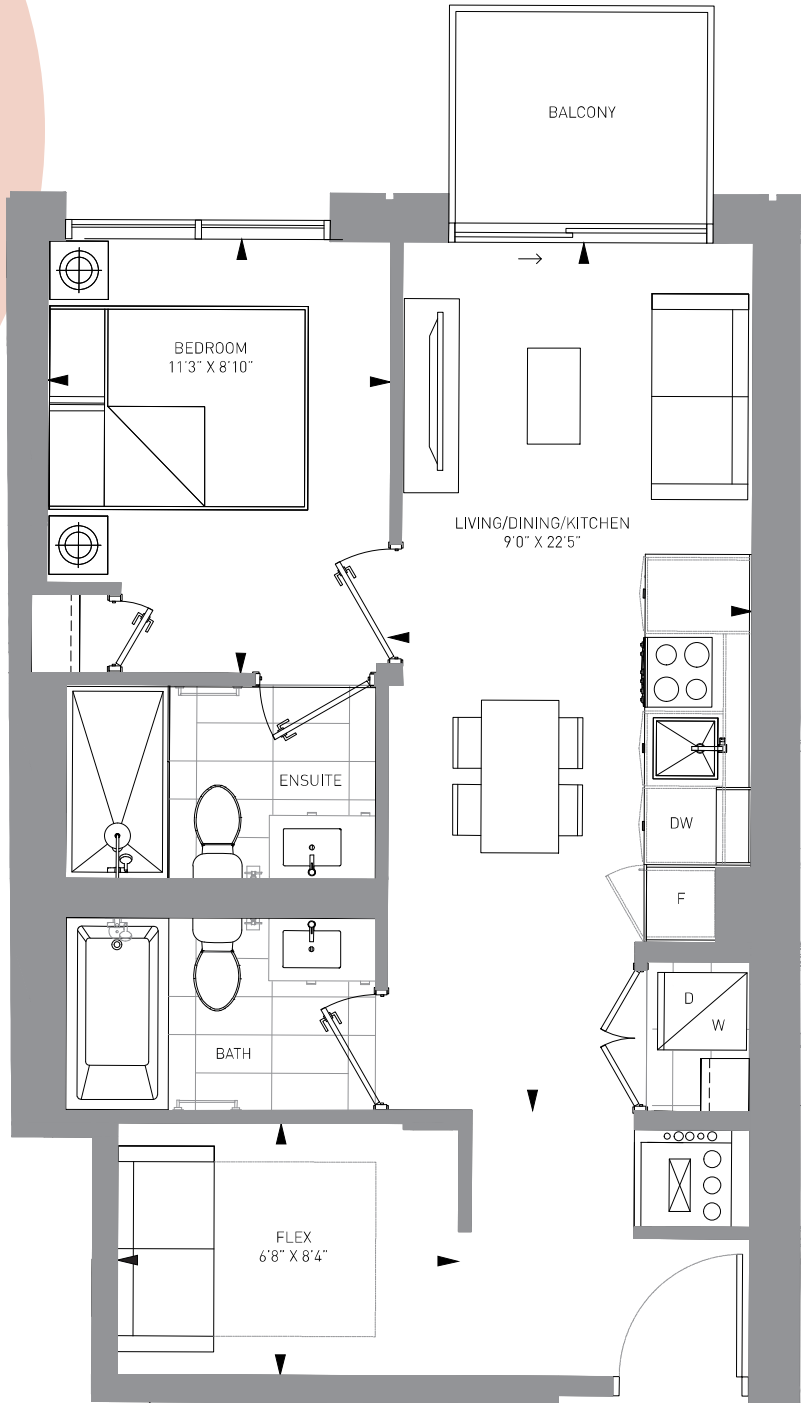 BALCONY
BEDROOM
11'3" X 8'10"
LIVING/DINING/KITCHEN
9'0" X 22'5"
ENSUITE
DW
F
D
W
BATH
FLEX
6'8" X 8'4"